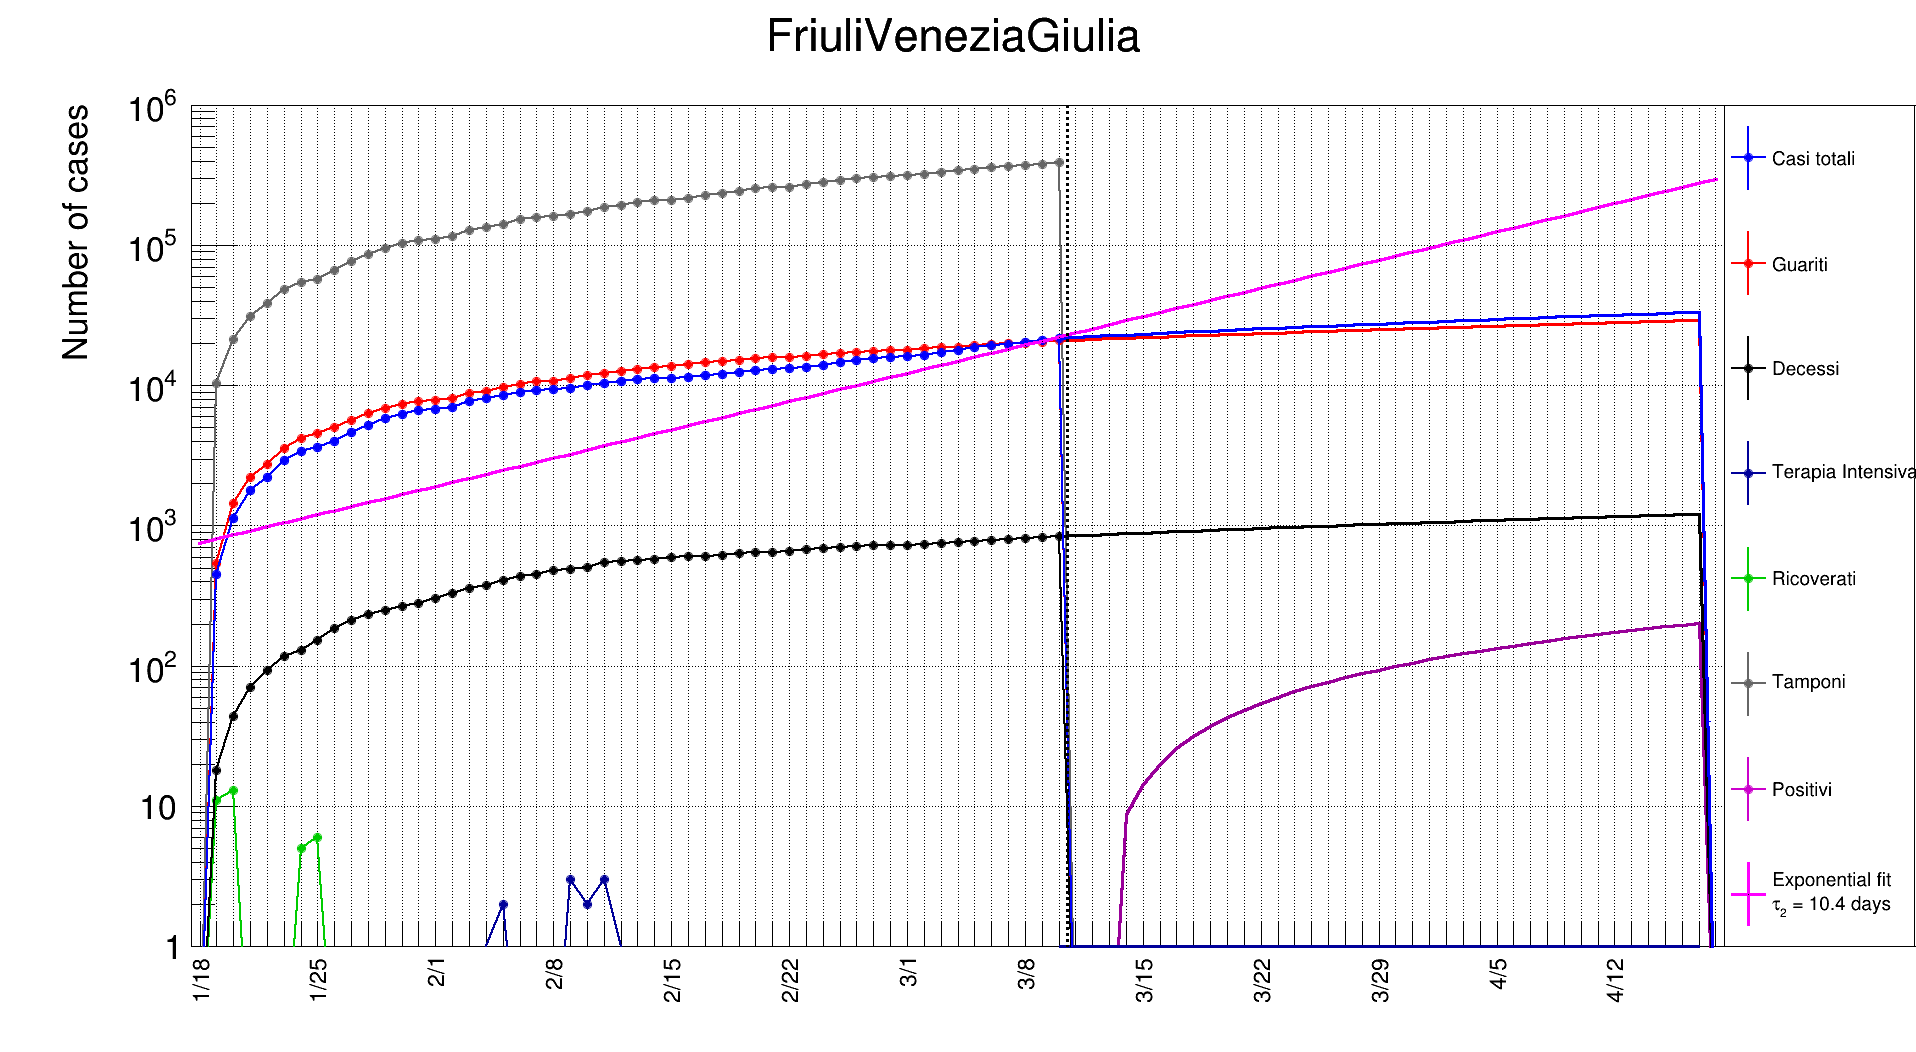 FriuliVeneziaGiulia
Number of cases
10^6
10^5
10^4
10^3
10^2
10
1
1/18
1/25
2/1
2/8
2/15
2/22
3/1
3/8
3/15
3/22
3/29
4/5
4/12
Casi totali
Guariti
Decessi
Terapia Intensiva
Ricoverati
Tamponi
Positivi
Exponential fit
τ_2 = 10.4 days